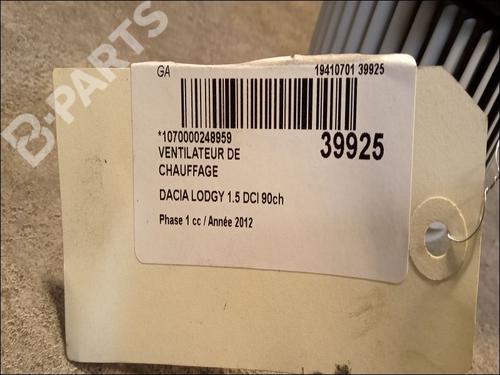 B-PARTS
GA 19410701 39925
*1070000248959 39925
VENTILATEUR DE
CHAUFFAGE
DACIA LODGY 1.5 DCI 90ch
Phase 1 cc / Année 2012